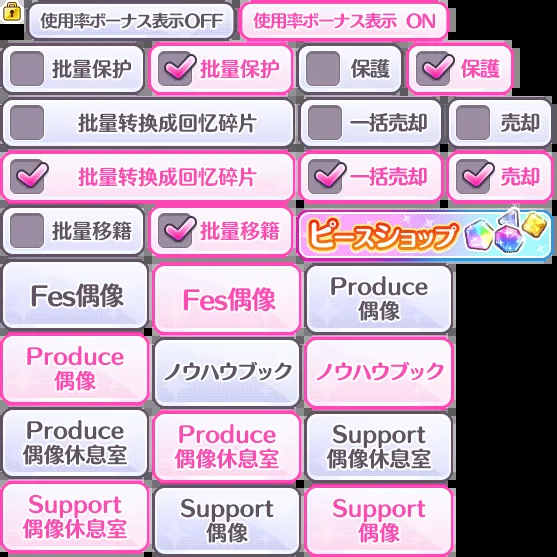 使用率ボーナス表示OFF
使用率ボーナス表示 ON
批量保护
批量保护
保護
保護
批量转换成回忆碎片
一括売却
売却
批量转换成回忆碎片
一括売却
売却
批量移籍
批量移籍
ピースショップ
Fes偶像
Fes偶像
Produce
偶像
Produce
偶像
ノウハウブック
ノウハウブック
Produce
偶像休息室
Produce
偶像休息室
Support
偶像休息室
Support
偶像休息室
Support
偶像
Support
偶像